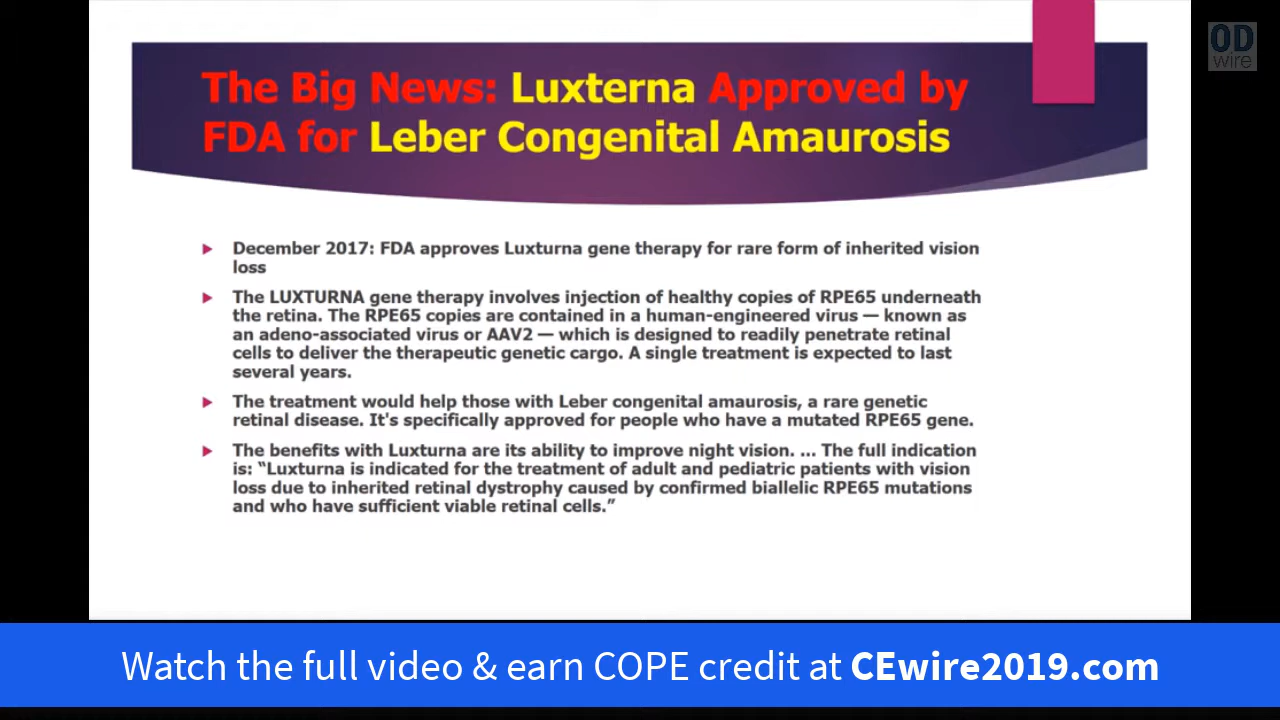 OD
wire
The Big News: Luxterna Approved by
FDA for Leber Congenital Amaurosis
December 2017: FDA approves Luxturna gene therapy for rare form of inherited vision
loss
The LUXTURNA gene therapy involves injection of healthy copies of RPE65 underneath
the retina. The RPE65 copies are contained in a human-engineered virus — known as
an adeno-associated virus or AAV2 — which is designed to readily penetrate retinal
cells to deliver the therapeutic genetic cargo. A single treatment is expected to last
several years.
The treatment would help those with Leber congenital amaurosis, a rare genetic
retinal disease. It's specifically approved for people who have a mutated RPE65 gene.
The benefits with Luxturna are its ability to improve night vision. ... The full indication
is: “Luxturna is indicated for the treatment of adult and pediatric patients with vision
loss due to inherited retinal dystrophy caused by confirmed biallelic RPE65 mutations
and who have sufficient viable retinal cells.”
Watch the full video & earn COPE credit at CEwire2019.com